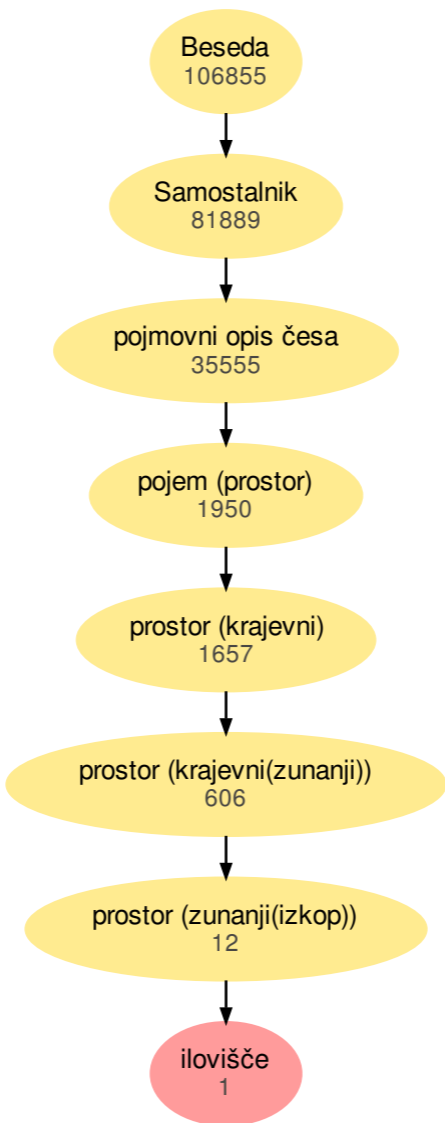 Beseda
106855
Samostalnik
81889
pojmovni opis česa
35555
pojem (prostor)
1950
prostor (krajevni)
1657
prostor (krajevni(zunanji))
606
prostor (zunanji(izkop))
12
ilovišče
1